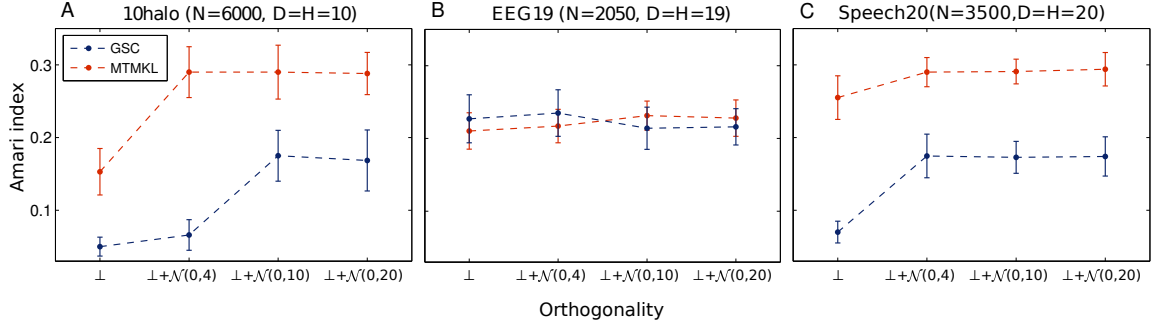 A
10halo (N=6000, D=H=10)
B
EEG19 (N=2050, D=H=19)
C
Speech20(N=3500,D=H=20)
GSC
MTMKL
Amari index
0.3
0.2
0.1
⊥ ⊥+𝒩(0,4) ⊥+𝒩(0,10) ⊥+𝒩(0,20)
⊥ ⊥+𝒩(0,4) ⊥+𝒩(0,10) ⊥+𝒩(0,20)
⊥ ⊥+𝒩(0,4) ⊥+𝒩(0,10) ⊥+𝒩(0,20)
Orthogonality